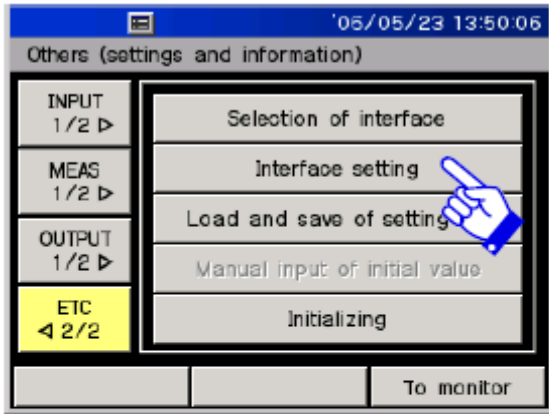 '06/05/23 13:50:06
Others (settings and information)
INPUT
1/2 ▷
MEAS
1/2 ▷
OUTPUT
1/2 ▷
ETC
◁ 2/2
Selection of interface
Interface setting
Load and save of setting
Manual input of initial value
Initializing
To monitor